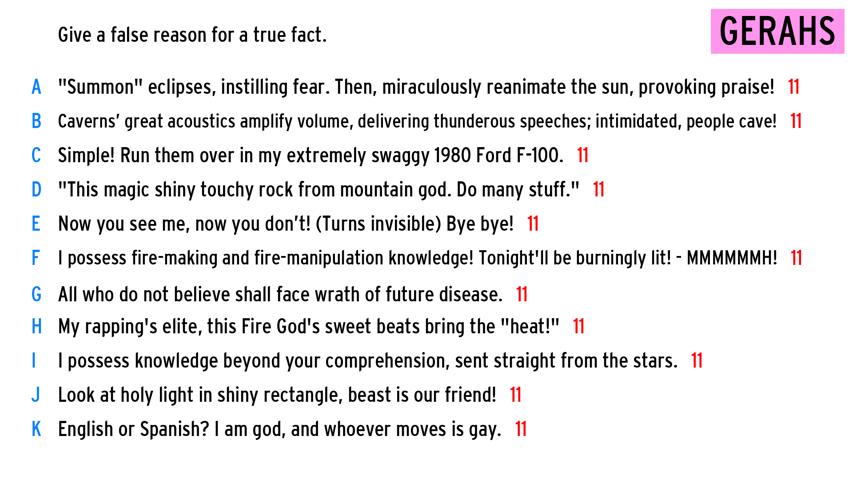 Give a false reason for a true fact.
GERAHS
A "Summon" eclipses, instilling fear. Then, miraculously reanimate the sun, provoking praise! 11
B Caverns' great acoustics amplify volume, delivering thunderous speeches; intimidated, people cave! 11
C Simple! Run them over in my extremely swaggy 1980 Ford F-100. 11
D "This magic shiny touchy rock from mountain god. Do many stuff." 11
E Now you see me, now you don't! (Turns invisible) Bye bye! 11
F I possess fire-making and fire-manipulation knowledge! Tonight'll be burningly lit! - MMMMMMH! 11
G All who do not believe shall face wrath of future disease. 11
H My rapping's elite, this Fire God's sweet beats bring the "heat!" 11
I I possess knowledge beyond your comprehension, sent straight from the stars. 11
J Look at holy light in shiny rectangle, beast is our friend! 11
K English or Spanish? I am god, and whoever moves is gay. 11